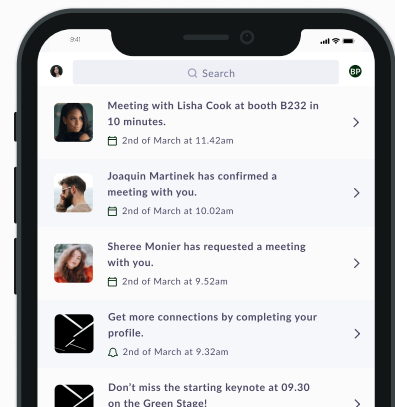 9:41
Search
BP
Meeting with Lisha Cook at booth B232 in
10 minutes.
2nd of March at 11.42am
Joaquin Martinek has confirmed a
meeting with you.
2nd of March at 10.02am
Sheree Monier has requested a meeting
with you.
2nd of March at 9.52am
Get more connections by completing your
profile.
2nd of March at 9.32am
Don’t miss the starting keynote at 09.30
on the Green Stage!